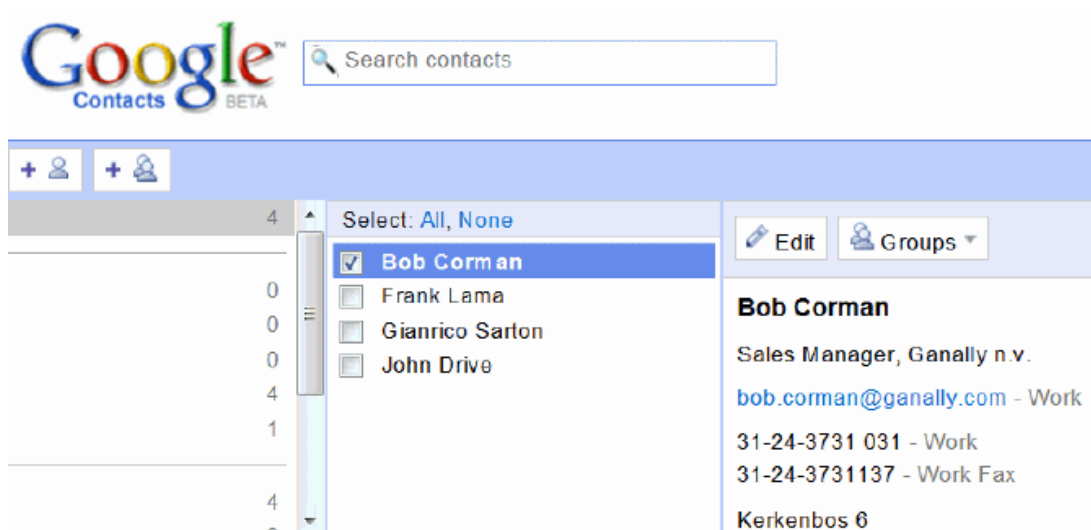 Google™
Contacts BETA
Search contacts
+ +
4
0
0
0
4
1
4
Select: All, None
Bob Corman
Frank Lama
Gianrico Sarton
John Drive
Edit Groups
Bob Corman
Sales Manager, Ganally n.v.
bob.corman@ganally.com - Work
31-24-3731 031 - Work
31-24-3731137 - Work Fax
Kerkenbos 6